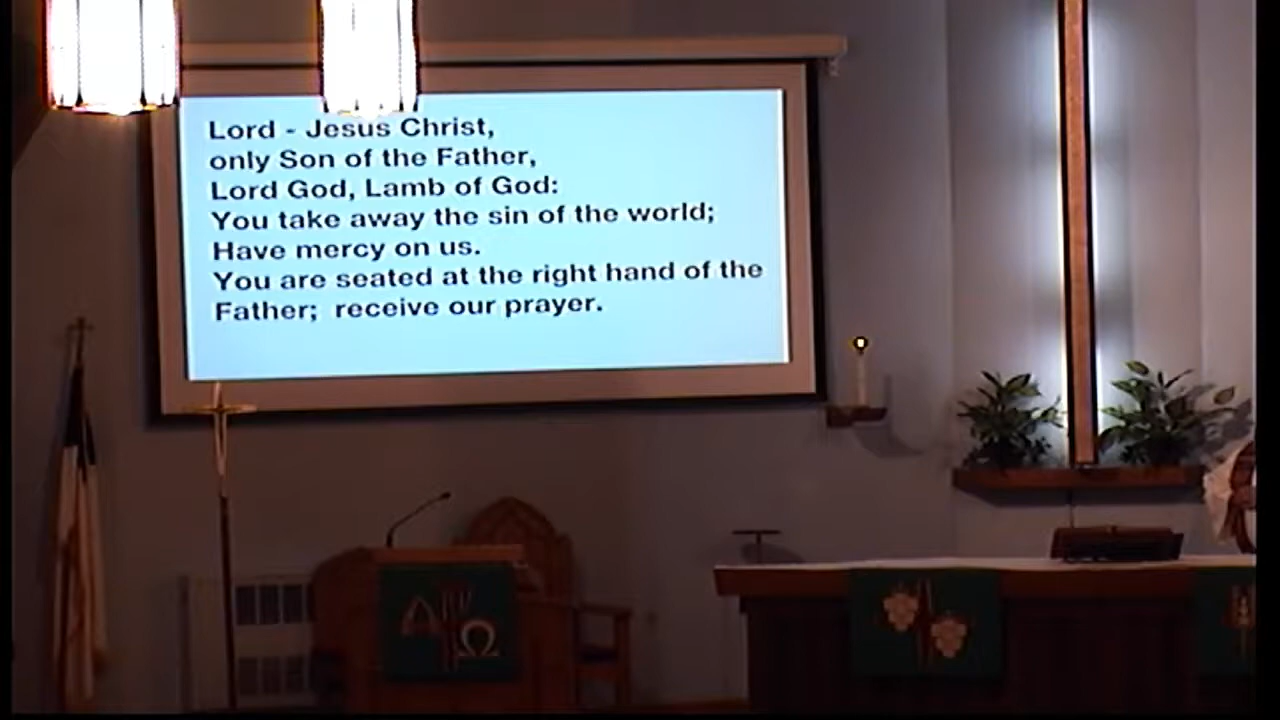 Lord - Jesus Christ,
only Son of the Father,
Lord God, Lamb of God:
You take away the sin of the world;
Have mercy on us.
You are seated at the right hand of the
Father;  receive our prayer.
Α Ω